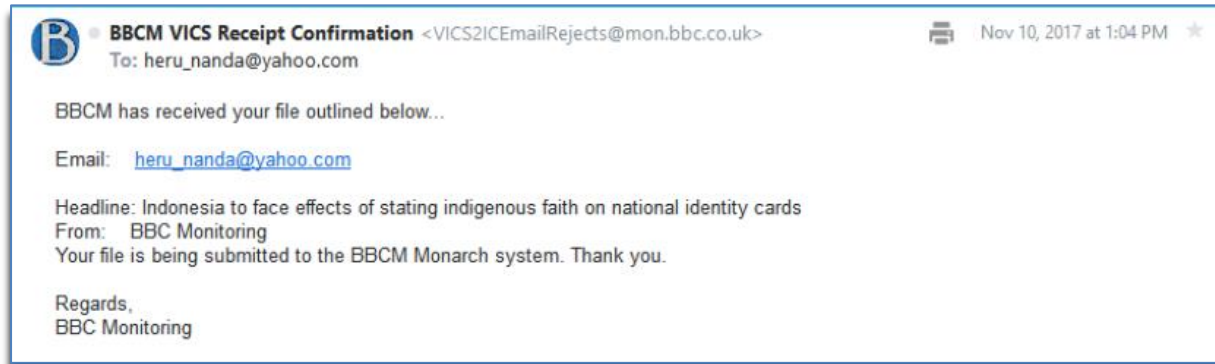 B
BBCM VICS Receipt Confirmation <VICS2ICEmailRejects@mon.bbc.co.uk> Nov 10, 2017 at 1:04 PM
To: heru_nanda@yahoo.com
BBCM has received your file outlined below...
Email: heru_nanda@yahoo.com
Headline: Indonesia to face effects of stating indigenous faith on national identity cards
From: BBC Monitoring
Your file is being submitted to the BBCM Monarch system. Thank you.
Regards,
BBC Monitoring